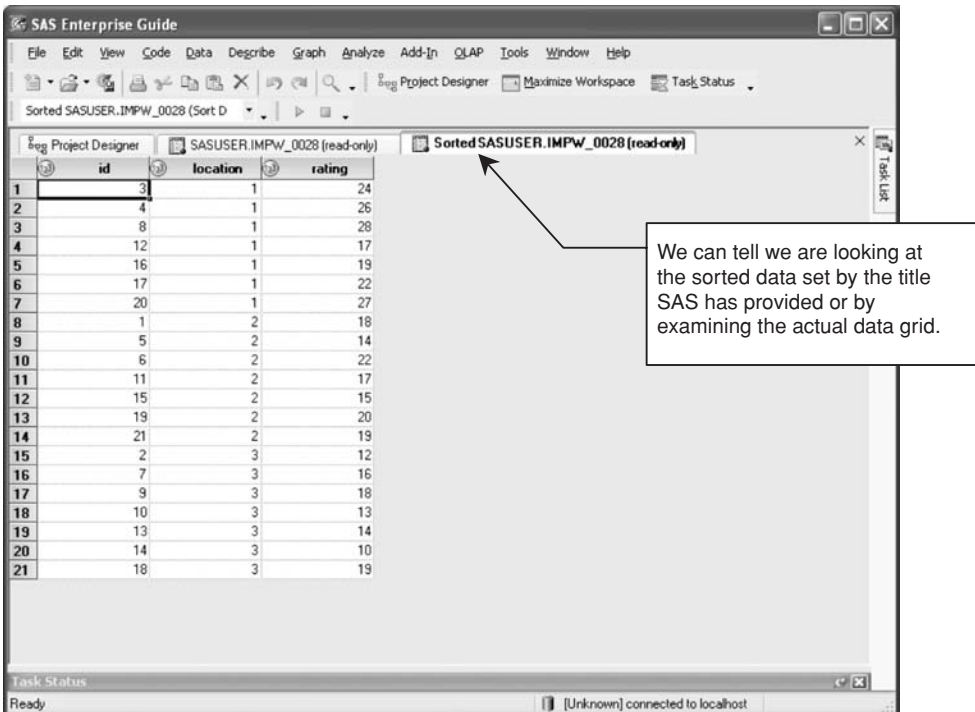 SAS Enterprise Guide
File Edit View Code Data Describe Graph Analyze Add-In OLAP Tools Window Help
Project Designer Maximize Workspace Task Status
Sorted SASUSER.IMPW_0028 (Sort D
Project Designer SASUSER.IMPW_0028 (read-only) Sorted SASUSER.IMPW_0028 (read-only)
Task List
id location rating
1 3 1 24
2 4 1 26
3 8 1 28
4 12 1 17
5 16 1 19
6 17 1 22
7 20 1 27
8 1 2 18
9 5 2 14
10 6 2 22
11 11 2 17
12 15 2 15
13 19 2 20
14 21 2 19
15 2 3 12
16 7 3 16
17 9 3 18
18 10 3 13
19 13 3 14
20 14 3 10
21 18 3 19
We can tell we are looking at
the sorted data set by the title
SAS has provided or by
examining the actual data grid.
Task Status
Ready [Unknown] connected to localhost